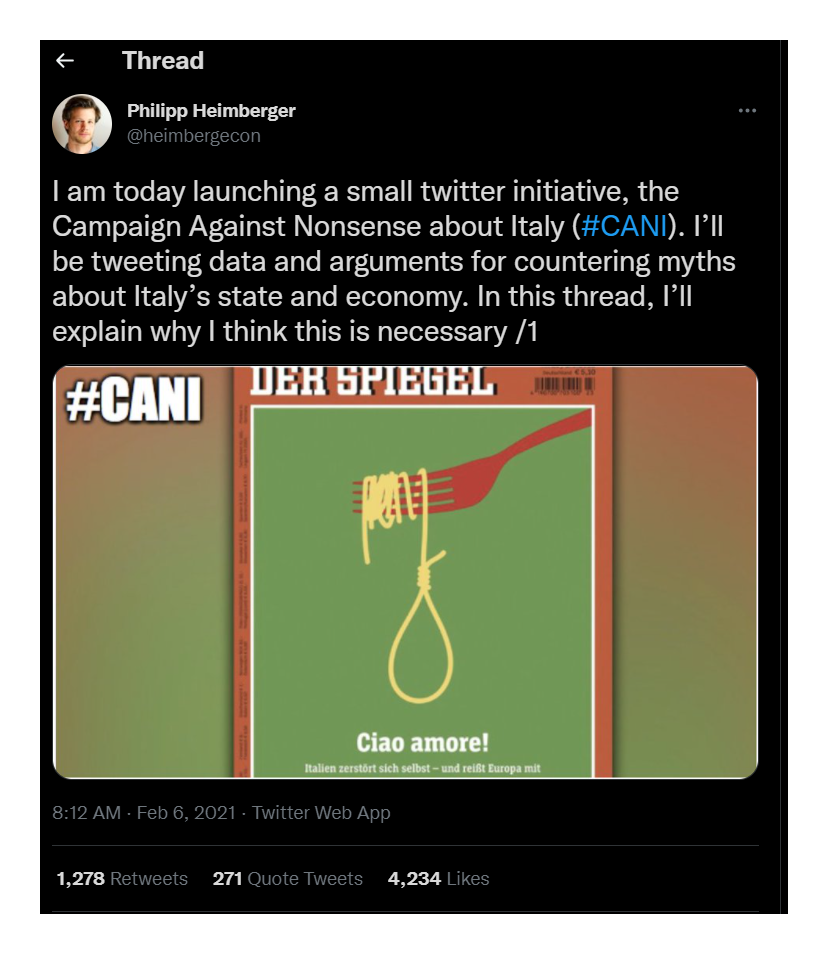 Thread
Philipp Heimberger
@heimbergecon
I am today launching a small twitter initiative, the
Campaign Against Nonsense about Italy (#CANI). I’ll
be tweeting data and arguments for countering myths
about Italy’s state and economy. In this thread, I’ll
explain why I think this is necessary /1
#CANI
DER SPIEGEL
Ciao amore!
Italien zerstört sich selbst – und reißt Europa mit
8:12 AM · Feb 6, 2021 · Twitter Web App
1,278 Retweets 271 Quote Tweets 4,234 Likes